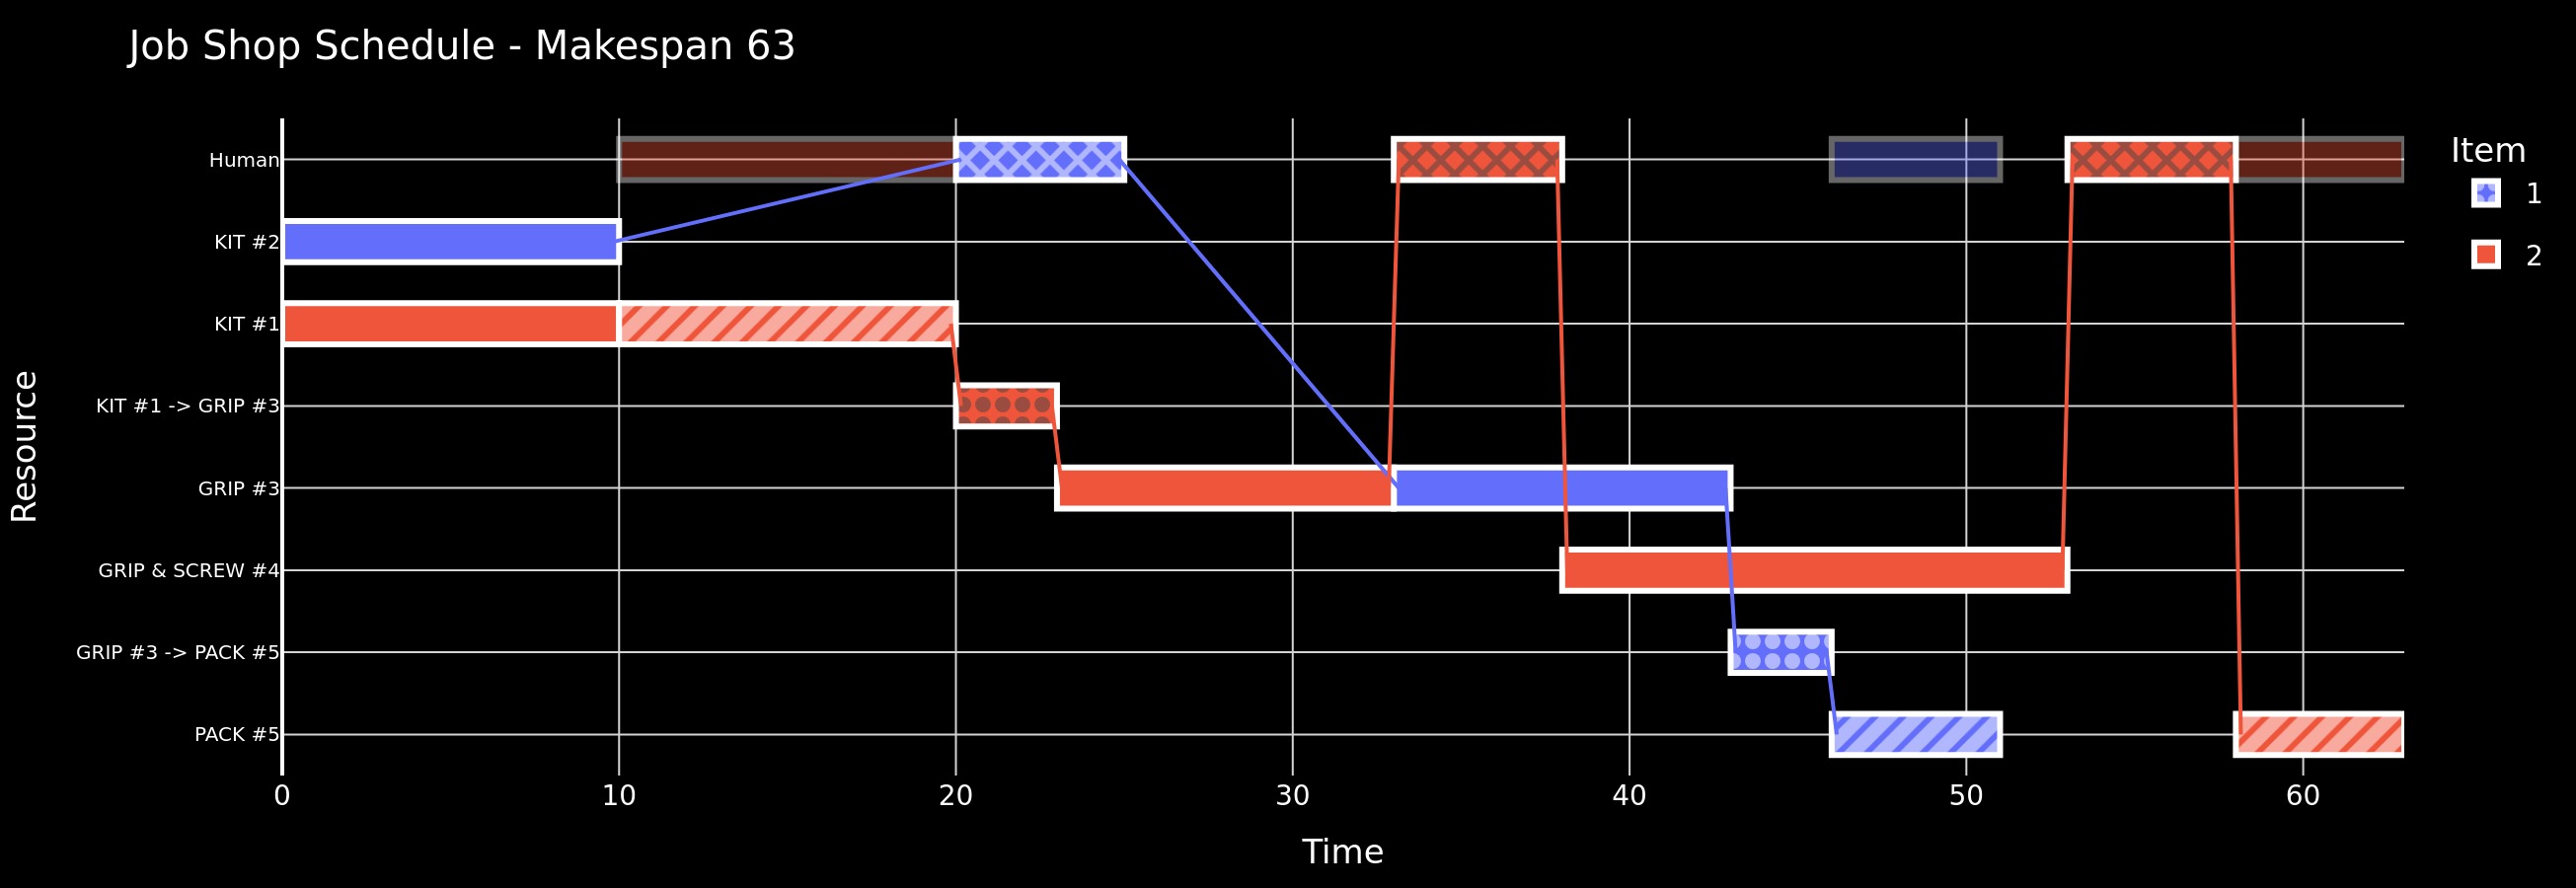 Job Shop Schedule - Makespan 63
Human
KIT #2
KIT #1
KIT #1 -> GRIP #3
GRIP #3
GRIP & SCREW #4
GRIP #3 -> PACK #5
PACK #5
Resource
0 10 20 30 40 50 60
Time
Item
1
2